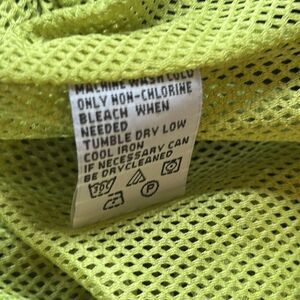 MACHINE WASH COLD
ONLY NON-CHLORINE
BLEACH WHEN
NEEDED
TUMBLE DRY LOW
COOL IRON
IF NECESSARY CAN
BE DRYCLEANED
P